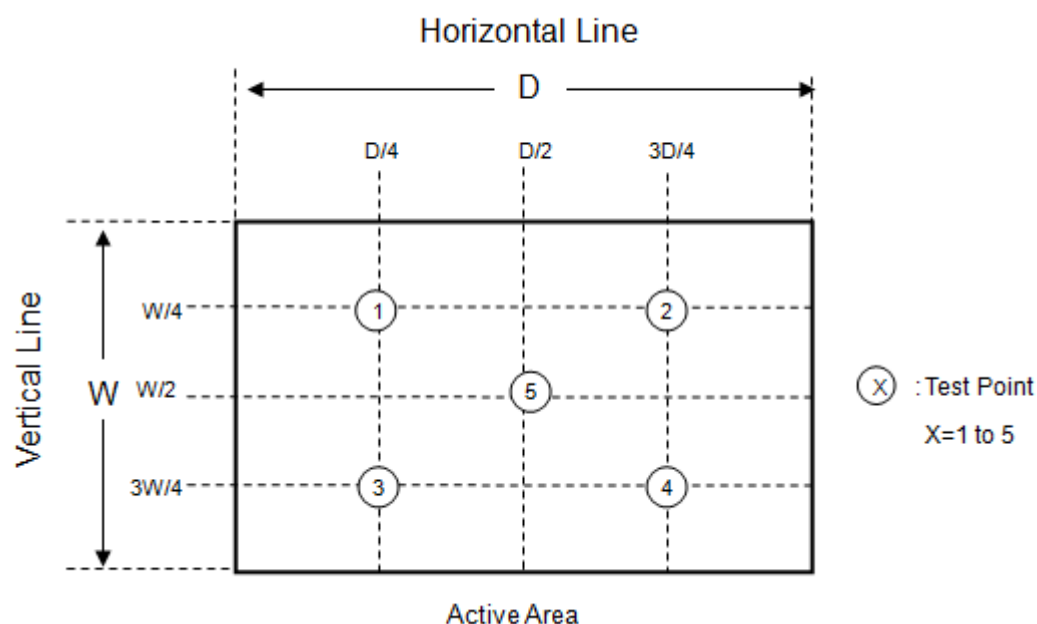 Horizontal Line
D
D/4
D/2
3D/4
Vertical Line
W
W/4
W/2
3W/4
1
2
5
3
4
X : Test Point
X=1 to 5
Active Area